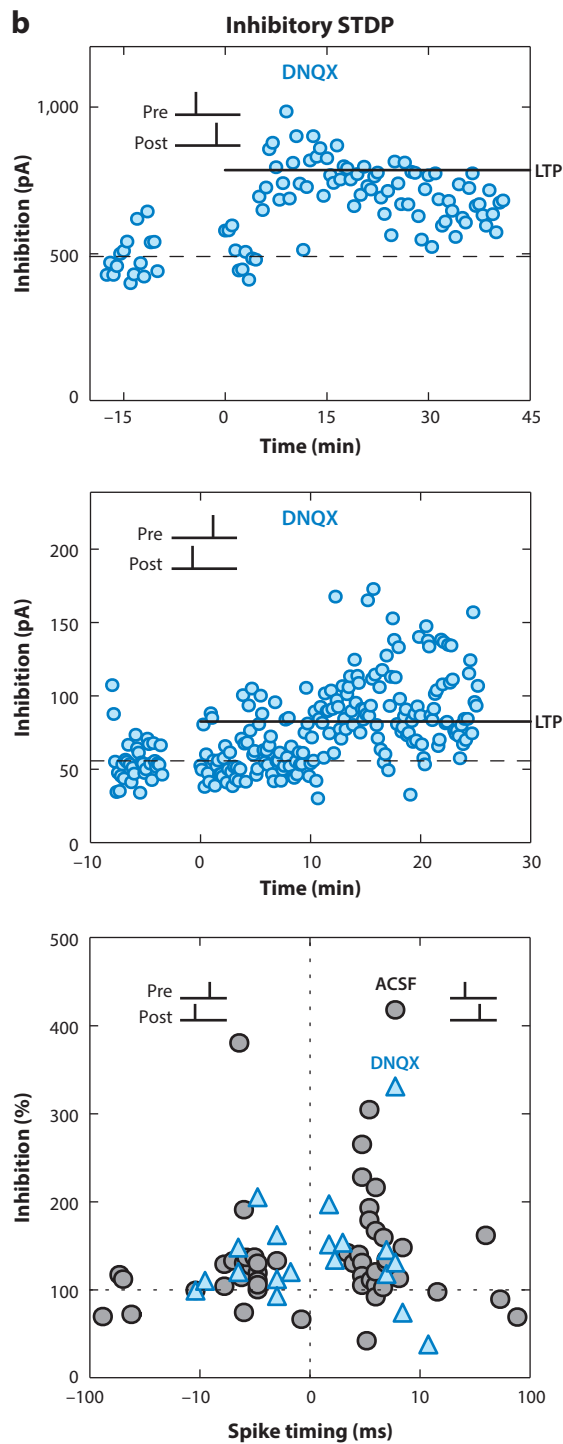 b
Inhibitory STDP
DNQX
Pre
Post
LTP
Inhibition (pA)
1,000
500
0
–15 0 15 30 45
Time (min)
DNQX
Pre
Post
LTP
Inhibition (pA)
200
150
100
50
0
–10 0 10 20 30
Time (min)
Pre
Post
ACSF
DNQX
Inhibition (%)
500
400
300
200
100
0
–100 –10 0 10 100
Spike timing (ms)